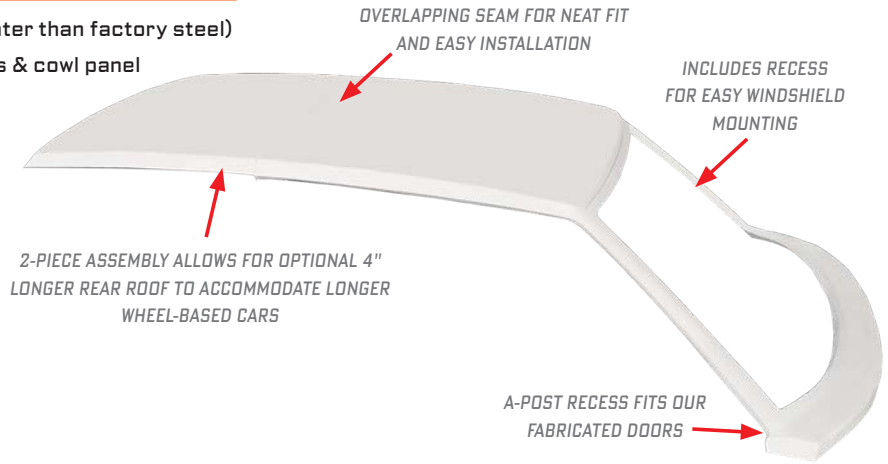 than factory steel)
& cowl panel
OVERLAPPING SEAM FOR NEAT FIT
AND EASY INSTALLATION
INCLUDES RECESS
FOR EASY WINDSHIELD
MOUNTING
2-PIECE ASSEMBLY ALLOWS FOR OPTIONAL 4"
LONGER REAR ROOF TO ACCOMMODATE LONGER
WHEEL-BASED CARS
A-POST RECESS FITS OUR
FABRICATED DOORS